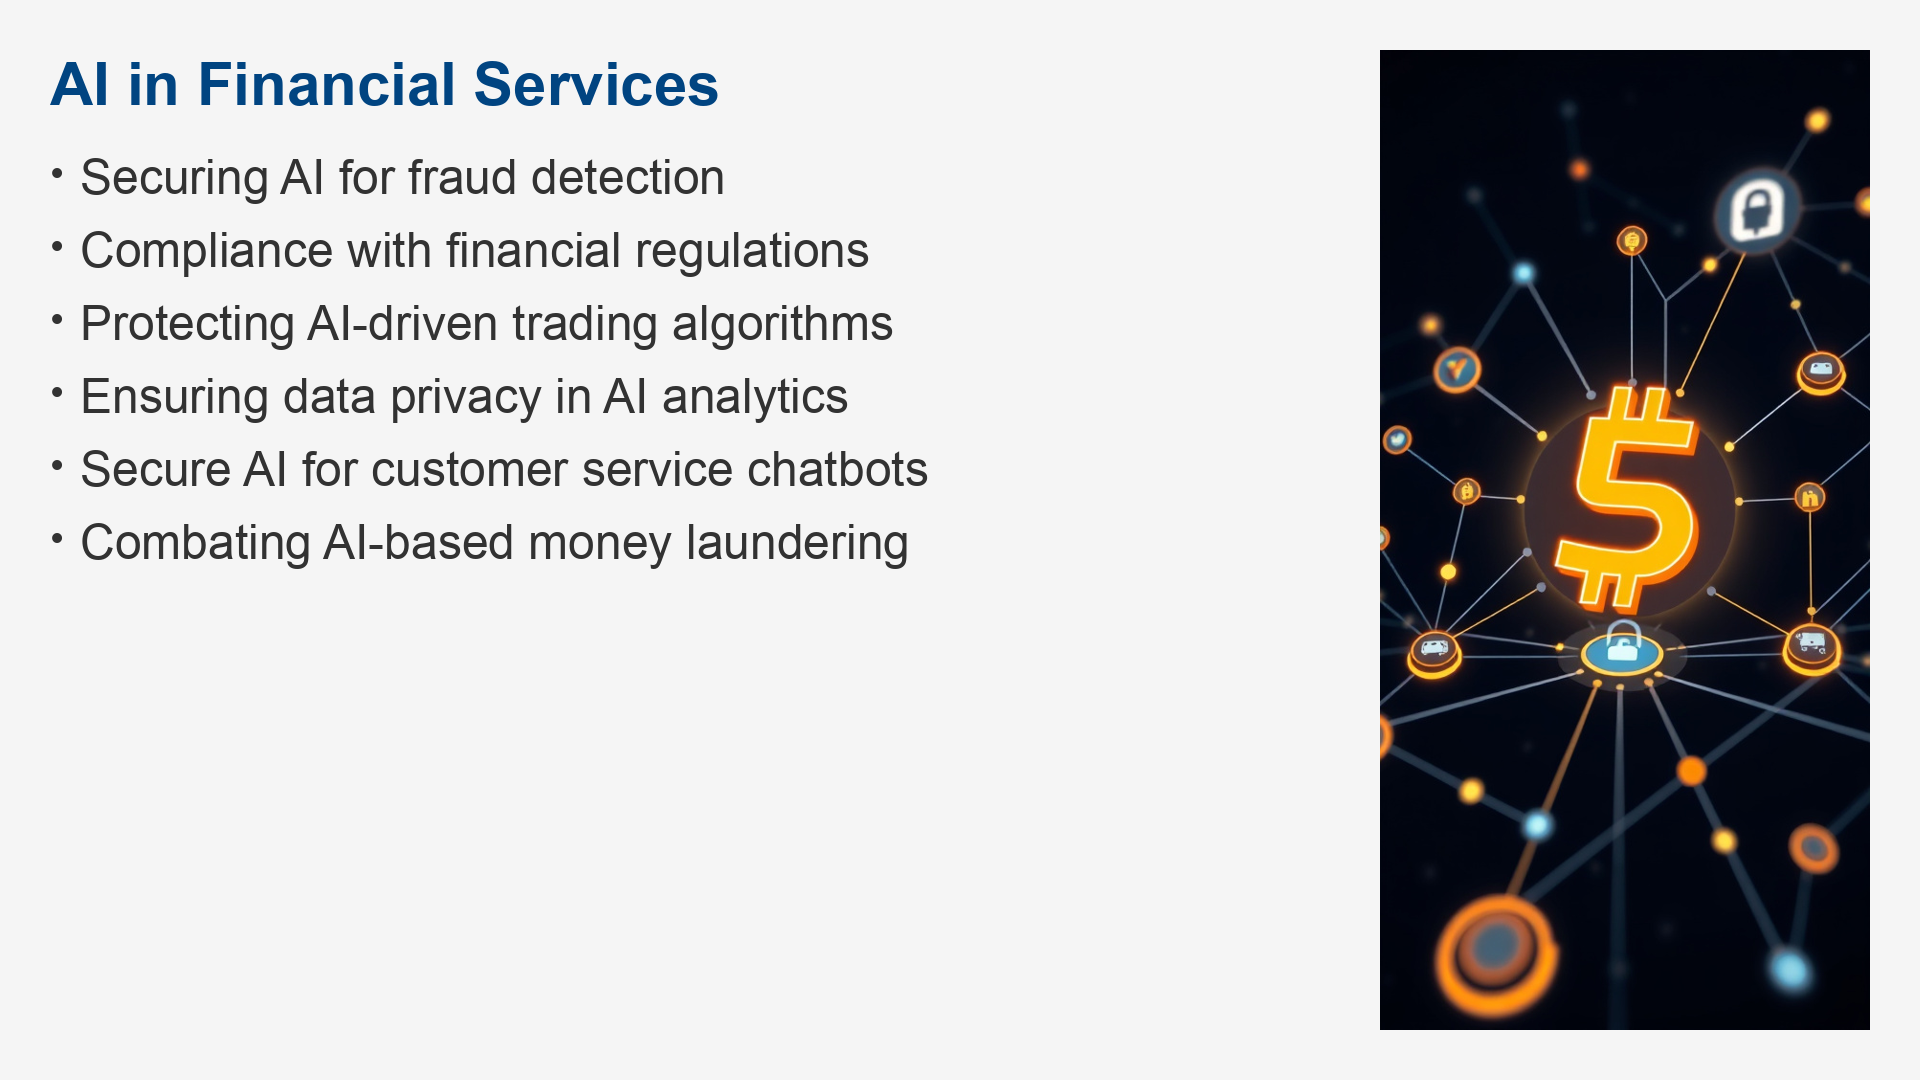 AI in Financial Services
• Securing AI for fraud detection
• Compliance with financial regulations
• Protecting AI-driven trading algorithms
• Ensuring data privacy in AI analytics
• Secure AI for customer service chatbots
• Combating AI-based money laundering